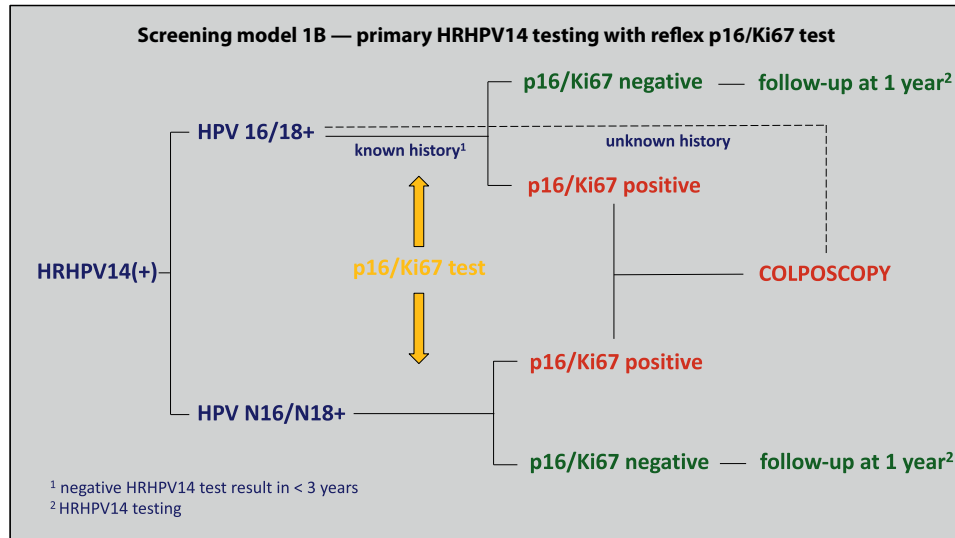 Screening model 1B — primary HRHPV14 testing with reflex p16/Ki67 test
p16/Ki67 negative
follow-up at 1 year²
HPV 16/18+
known history¹
unknown history
p16/Ki67 positive
HRHPV14(+)
p16/Ki67 test
COLPOSCOPY
p16/Ki67 positive
HPV N16/N18+
p16/Ki67 negative
follow-up at 1 year²
¹ negative HRHPV14 test result in < 3 years
² HRHPV14 testing